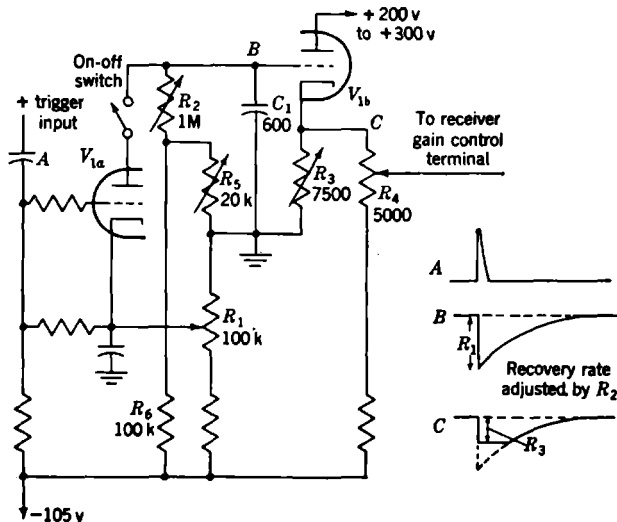 + 200 v
to + 300 v
On-off
switch
B
+ trigger
input
R2
1M
C1
600
V1b
C
To receiver
gain control
terminal
A
V1a
R5
20 k
R3
7500
R4
5000
R1
100 k
R6
100 k
−105 v
A
B
R1
Recovery rate
adjusted by R2
C
R3